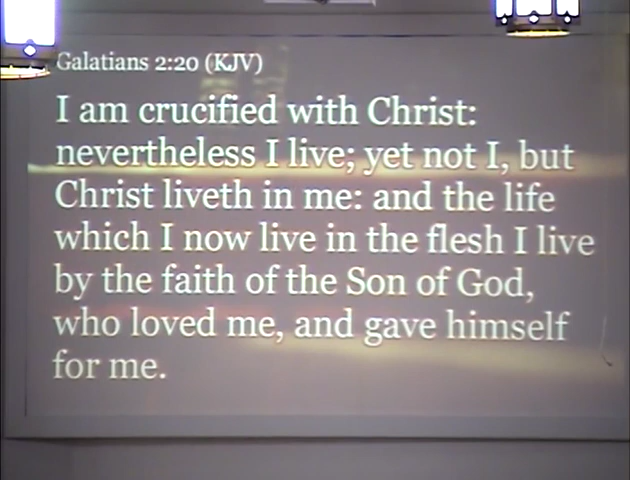 Galatians 2:20 (KJV)
I am crucified with Christ:
nevertheless I live; yet not I, but
Christ liveth in me: and the life
which I now live in the flesh I live
by the faith of the Son of God,
who loved me, and gave himself
for me.